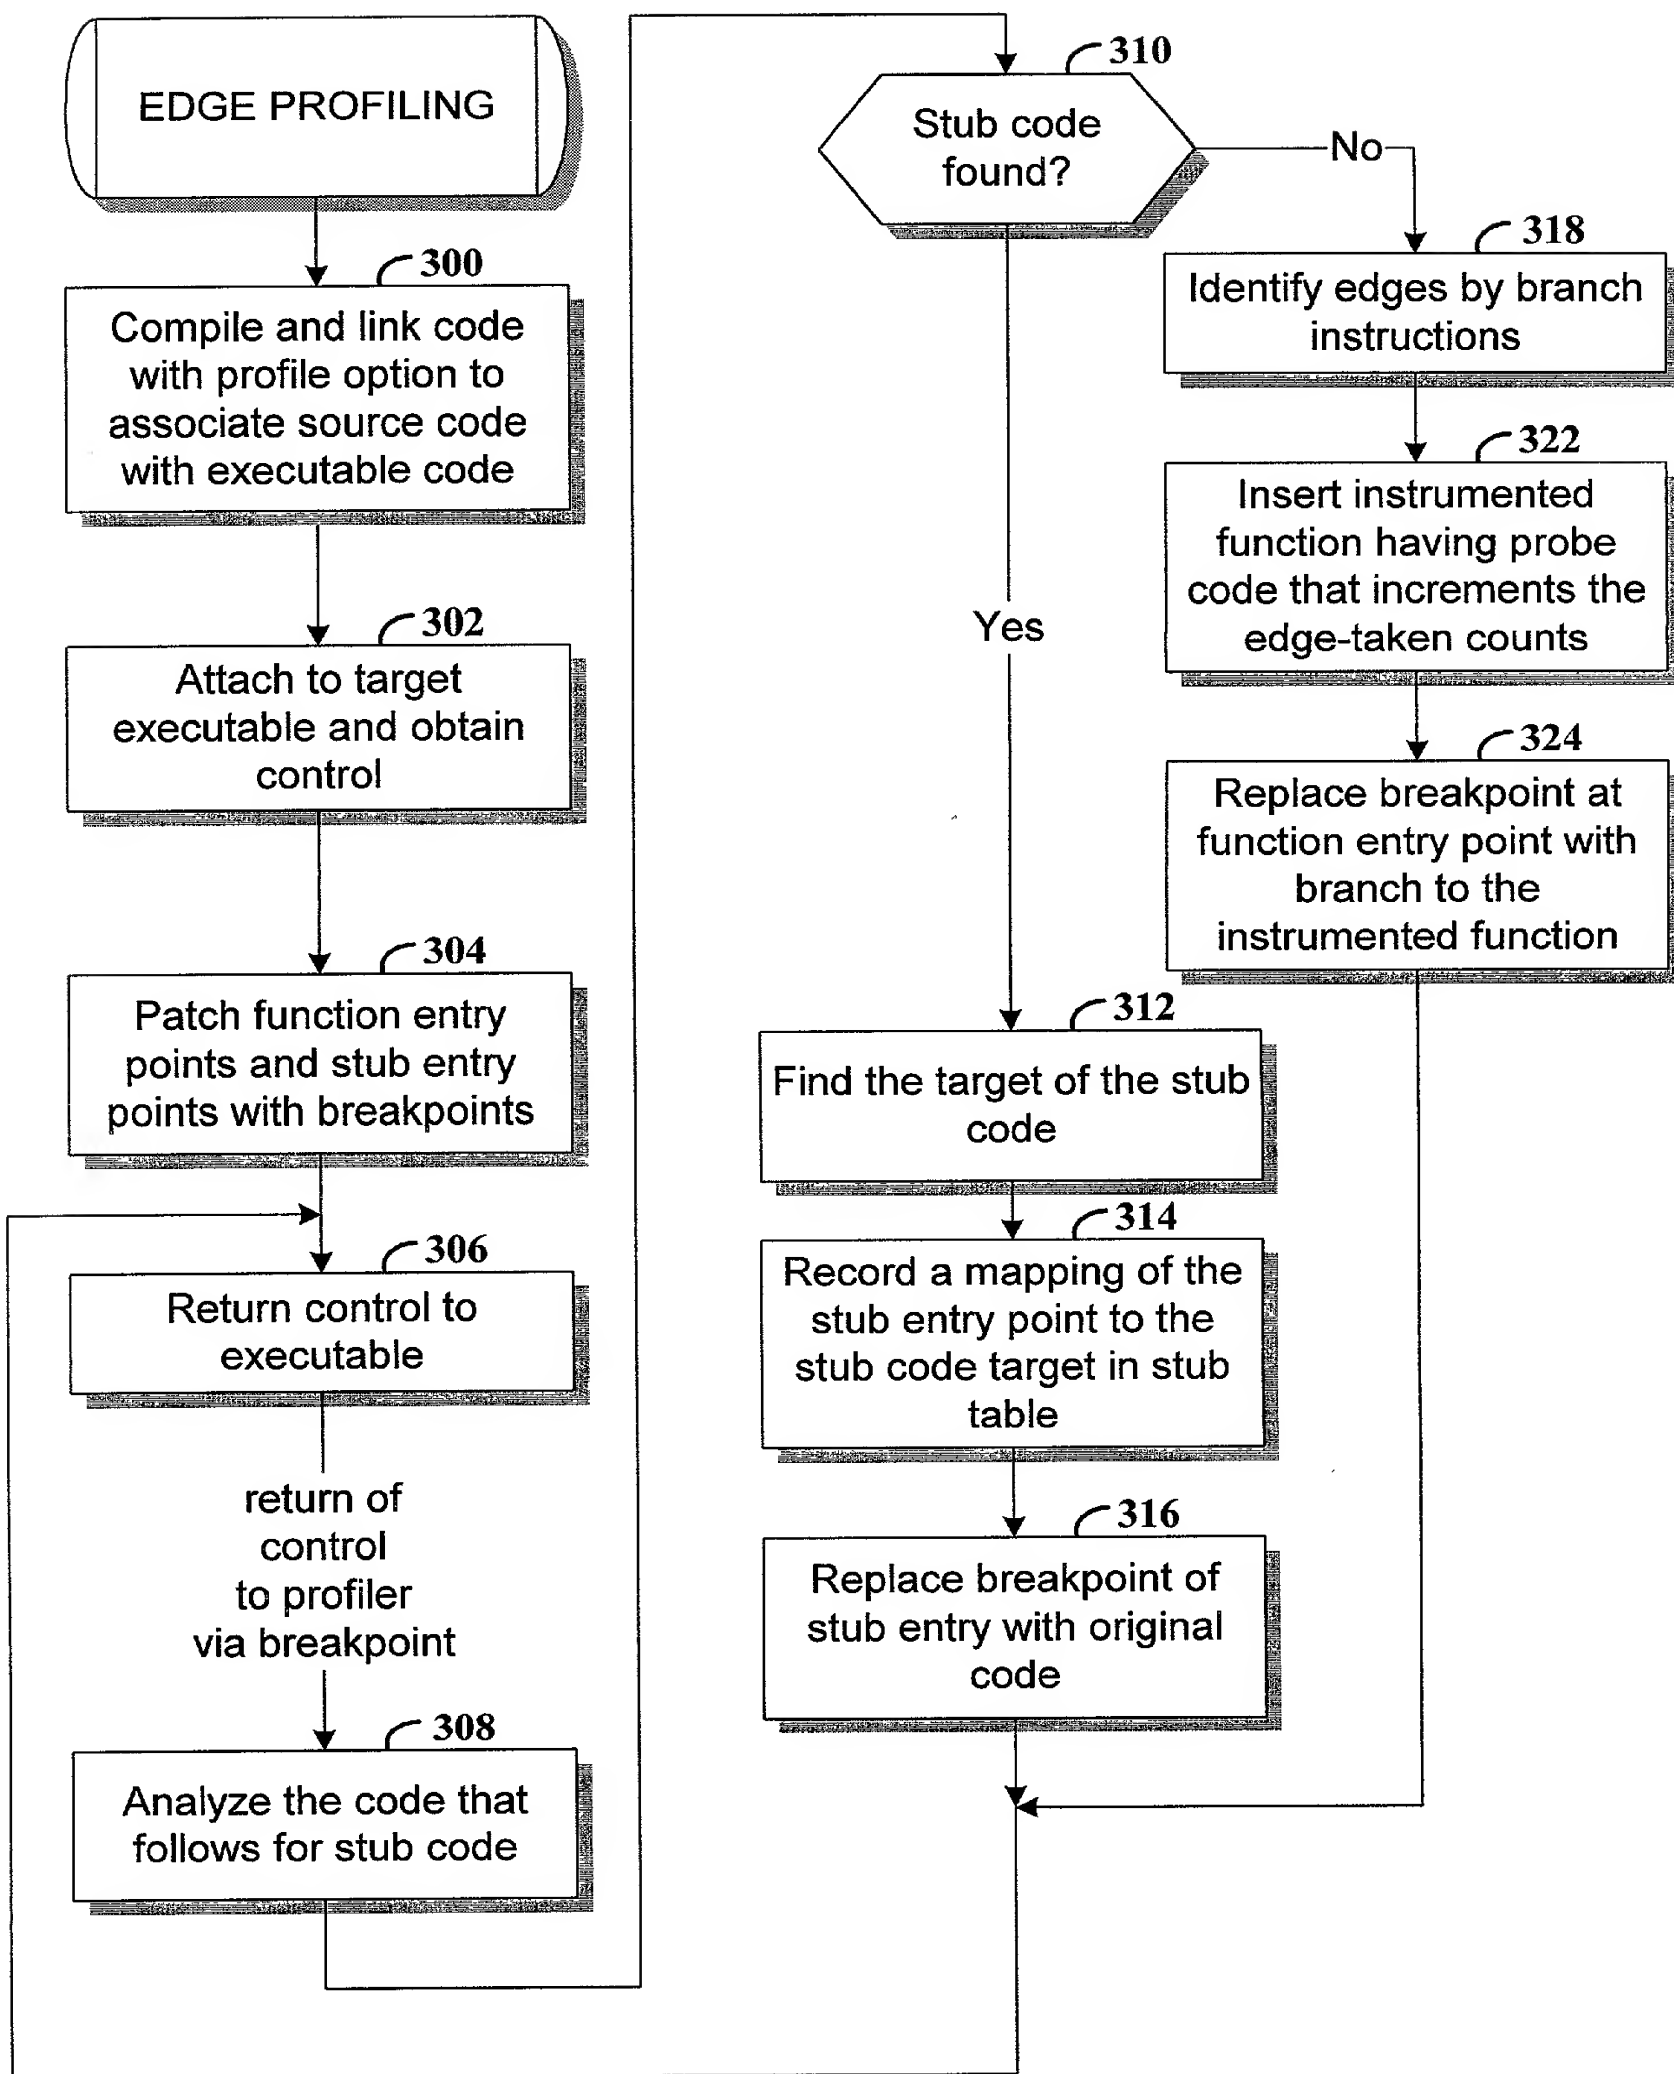 EDGE PROFILING
300
Compile and link code
with profile option to
associate source code
with executable code
302
Attach to target
executable and obtain
control
304
Patch function entry
points and stub entry
points with breakpoints
306
Return control to
executable
return of
control
to profiler
via breakpoint
308
Analyze the code that
follows for stub code
310
Stub code
found?
No
Yes
318
Identify edges by branch
instructions
322
Insert instrumented
function having probe
code that increments the
edge-taken counts
324
Replace breakpoint at
function entry point with
branch to the
instrumented function
312
Find the target of the stub
code
314
Record a mapping of the
stub entry point to the
stub code target in stub
table
316
Replace breakpoint of
stub entry with original
code